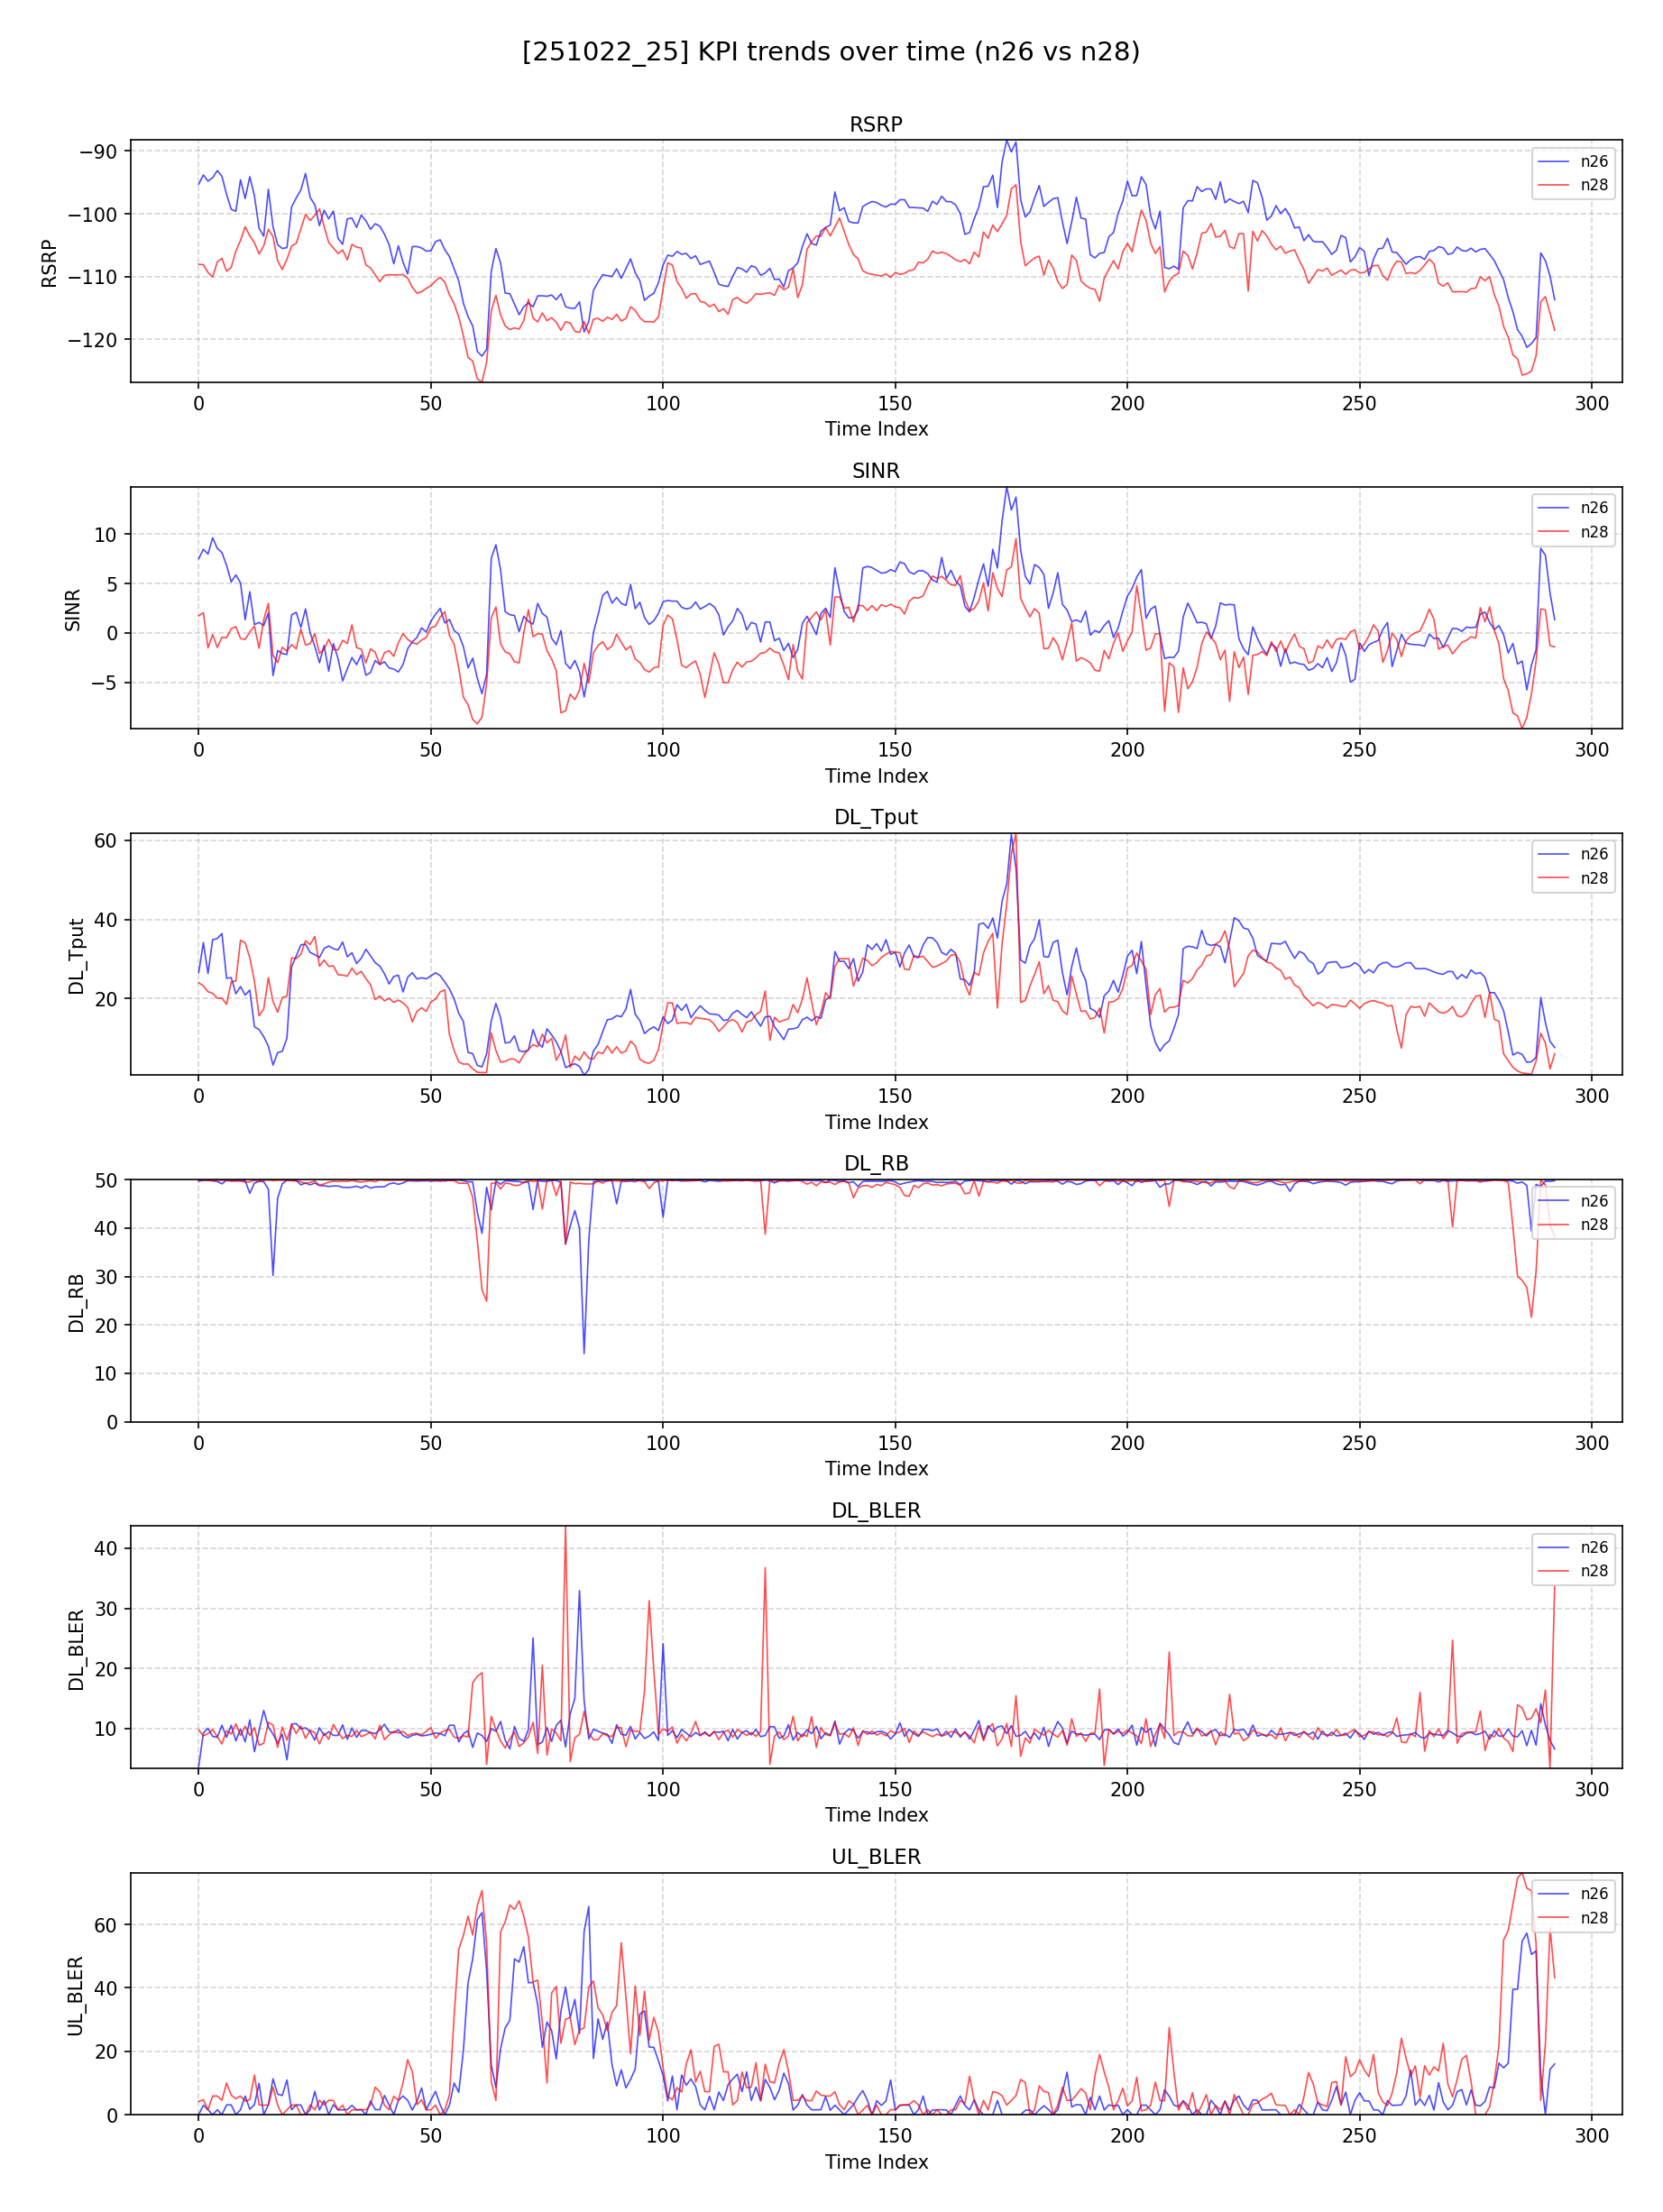 [251022_25] KPI trends over time (n26 vs n28)
RSRP
−90
−100
−110
−120
RSRP
n26
n28
0 50 100 150 200 250 300
Time Index
SINR
10
5
0
−5
SINR
n26
n28
0 50 100 150 200 250 300
Time Index
DL_Tput
60
40
20
DL_Tput
n26
n28
0 50 100 150 200 250 300
Time Index
DL_RB
50
40
30
20
10
0
DL_RB
n26
n28
0 50 100 150 200 250 300
Time Index
DL_BLER
40
30
20
10
DL_BLER
n26
n28
0 50 100 150 200 250 300
Time Index
UL_BLER
60
40
20
0
UL_BLER
n26
n28
0 50 100 150 200 250 300
Time Index